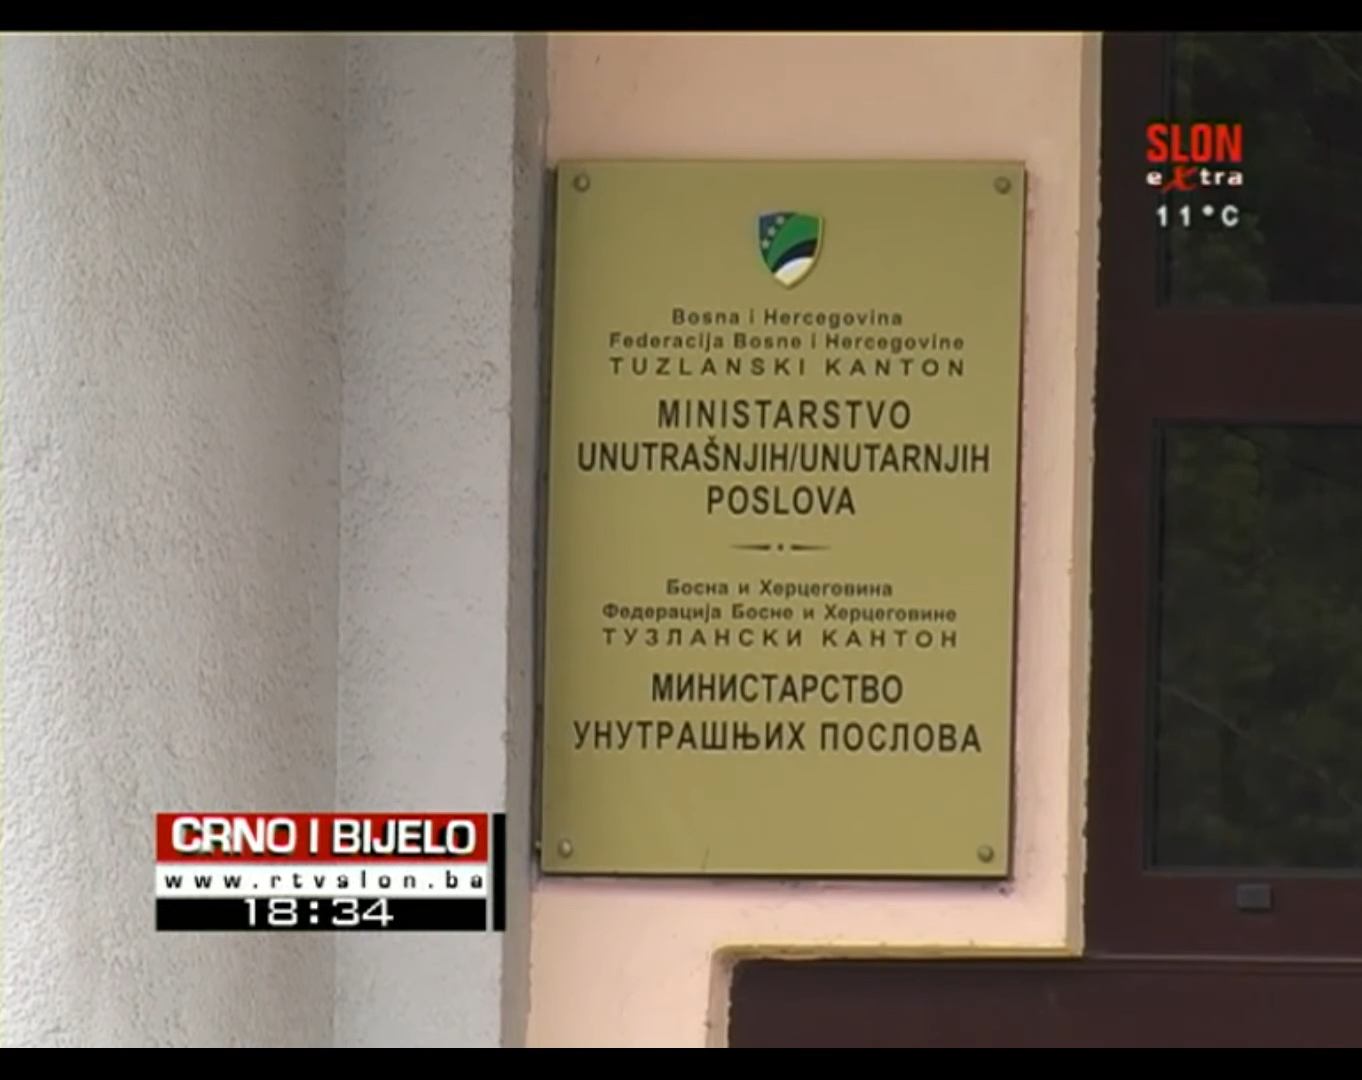 SLON
extra
11°C
Bosna i Hercegovina
Federacija Bosne i Hercegovine
TUZLANSKI KANTON
MINISTARSTVO
UNUTRAŠNJIH/UNUTARNJIH
POSLOVA
Босна и Херцеговина
Федерација Босне и Херцеговине
ТУЗЛАНСКИ КАНТОН
МИНИСТАРСТВО
УНУТРАШЊИХ ПОСЛОВА
CRNO I BIJELO
www.rtvslon.ba
18:34